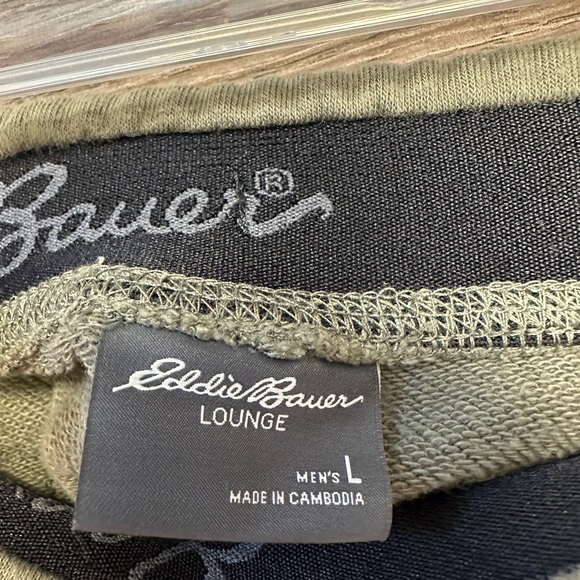 Bauer®
Eddie Bauer
LOUNGE
MEN'S L
MADE IN CAMBODIA